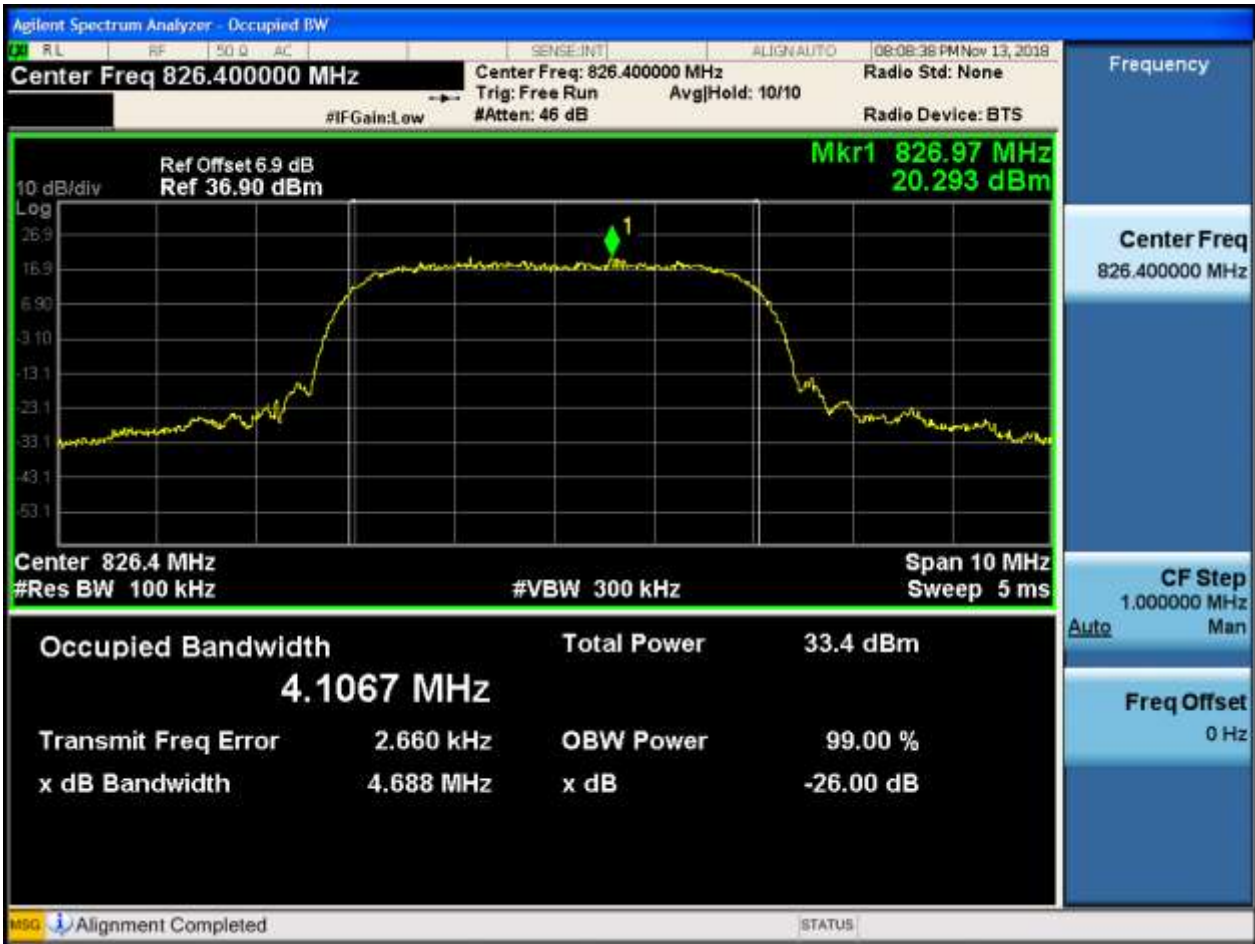 Agilent Spectrum Analyzer - Occupied BW
RL RF 50 Ω AC SENSE:INT ALIGN AUTO 08:08:38 PM Nov 13, 2018
Center Freq 826.400000 MHz
Center Freq: 826.400000 MHz
Radio Std: None
Trig: Free Run Avg|Hold: 10/10
#IFGain:Low
#Atten: 46 dB
Radio Device: BTS
Frequency
Mkr1 826.97 MHz
20.293 dBm
Ref Offset 6.9 dB
10 dB/div
Ref 36.90 dBm
Log
26.9
16.9
6.90
-3.10
-13.1
-23.1
-33.1
-43.1
-53.1
1
Center 826.4 MHz
Span 10 MHz
#Res BW 100 kHz
#VBW 300 kHz
Sweep 5 ms
Occupied Bandwidth
4.1067 MHz
Total Power 33.4 dBm
Transmit Freq Error 2.660 kHz
OBW Power 99.00 %
x dB Bandwidth 4.688 MHz
x dB -26.00 dB
Center Freq
826.400000 MHz
CF Step
1.000000 MHz
Auto Man
Freq Offset
0 Hz
MSG Alignment Completed
STATUS